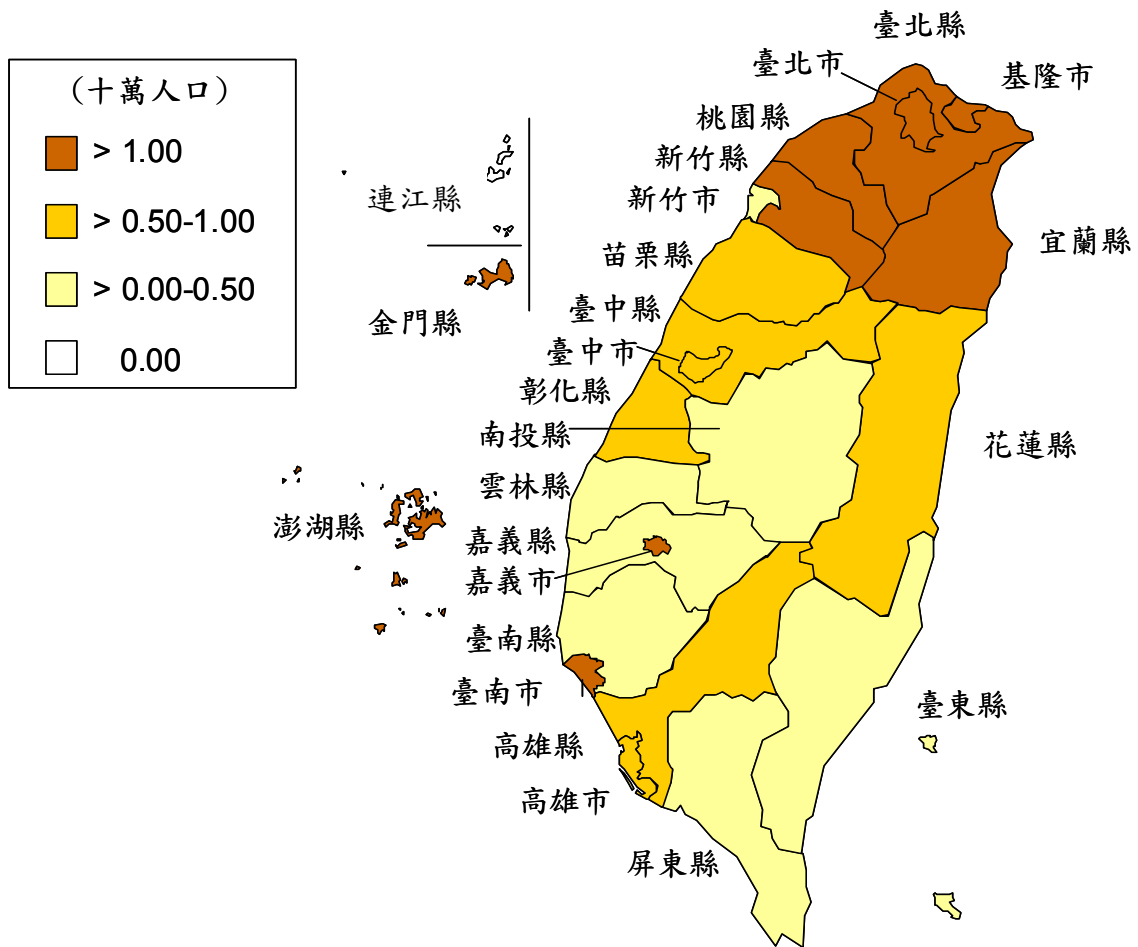 (十萬人口)
> 1.00
> 0.50-1.00
> 0.00-0.50
0.00
臺北縣
臺北市
基隆市
桃園縣
新竹縣
新竹市
連江縣
宜蘭縣
苗栗縣
臺中縣
金門縣
臺中市
彰化縣
南投縣
花蓮縣
雲林縣
澎湖縣
嘉義縣
嘉義市
臺南縣
臺南市
臺東縣
高雄縣
高雄市
屏東縣